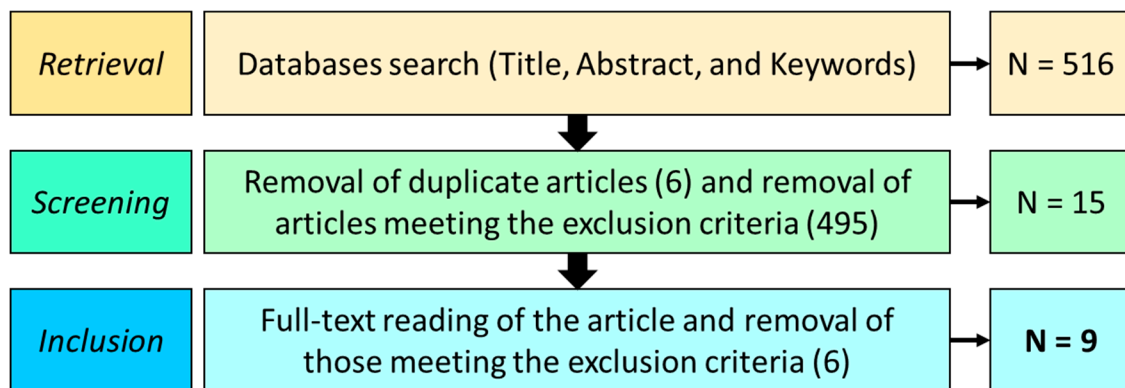 Retrieval
Databases search (Title, Abstract, and Keywords)
N = 516
Screening
Removal of duplicate articles (6) and removal of
articles meeting the exclusion criteria (495)
N = 15
Inclusion
Full-text reading of the article and removal of
those meeting the exclusion criteria (6)
N = 9